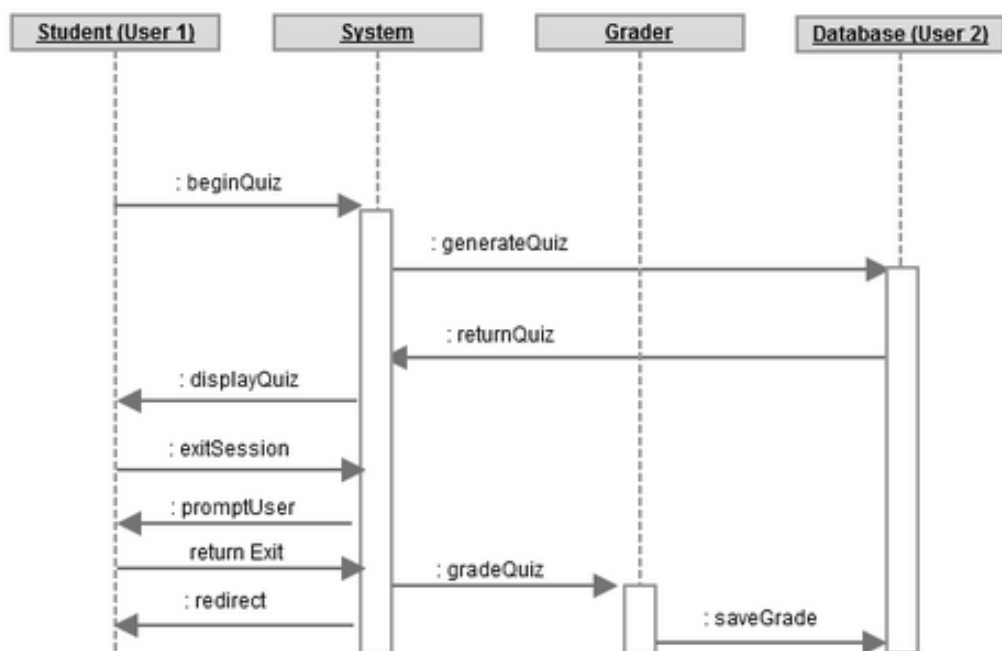 Student (User 1)
System
Grader
Database (User 2)
: beginQuiz
: generateQuiz
: returnQuiz
: displayQuiz
: exitSession
: promptUser
return Exit
: gradeQuiz
: redirect
: saveGrade